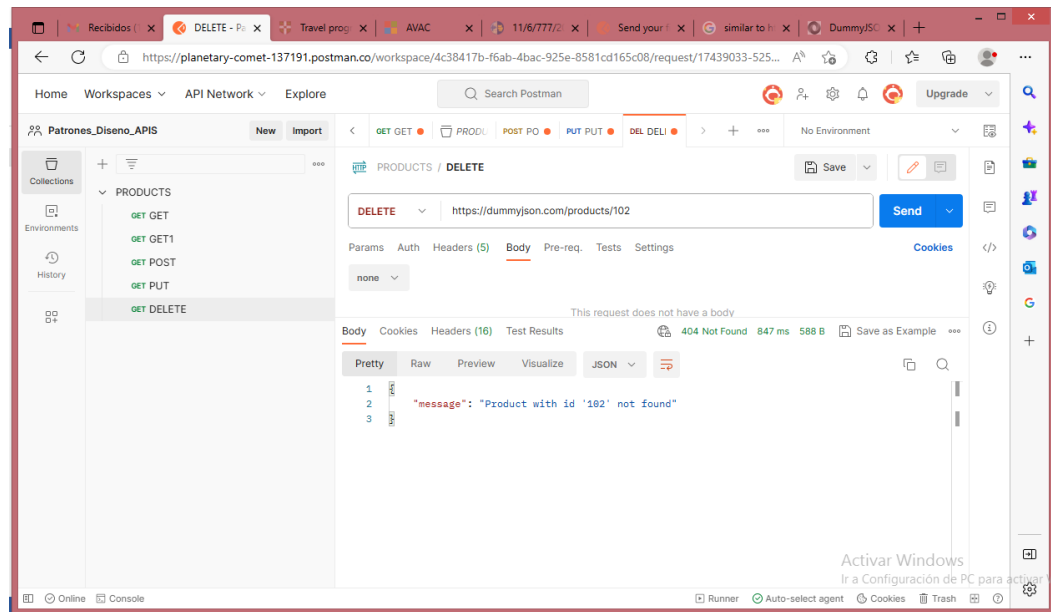 Recibidos (
DELETE - Pa
Travel prog
AVAC
11/6/777/2
Send your
similar to h
DummyJSO
https://planetary-comet-137191.postman.co/workspace/4c38417b-f6ab-4bac-925e-8581cd165c08/request/17439033-525...
Home Workspaces API Network Explore
Search Postman
Upgrade
Patrones_Diseno_APIS
New Import
GET GET
PRODU
POST PO
PUT PUT
DEL DELI
No Environment
Collections
Environments
History
PRODUCTS
GET GET
GET GET1
GET POST
GET PUT
GET DELETE
HTTP PRODUCTS / DELETE
Save
DELETE https://dummyjson.com/products/102
Send
Params Auth Headers (5) Body Pre-req. Tests Settings
Cookies
none
This request does not have a body
Body Cookies Headers (16) Test Results
404 Not Found 847 ms 588 B Save as Example
Pretty Raw Preview Visualize JSON
1 {
2 "message": "Product with id '102' not found"
3 }
Activar Windows
Ir a Configuración de PC para activar
Online Console
Runner Auto-select agent Cookies Trash